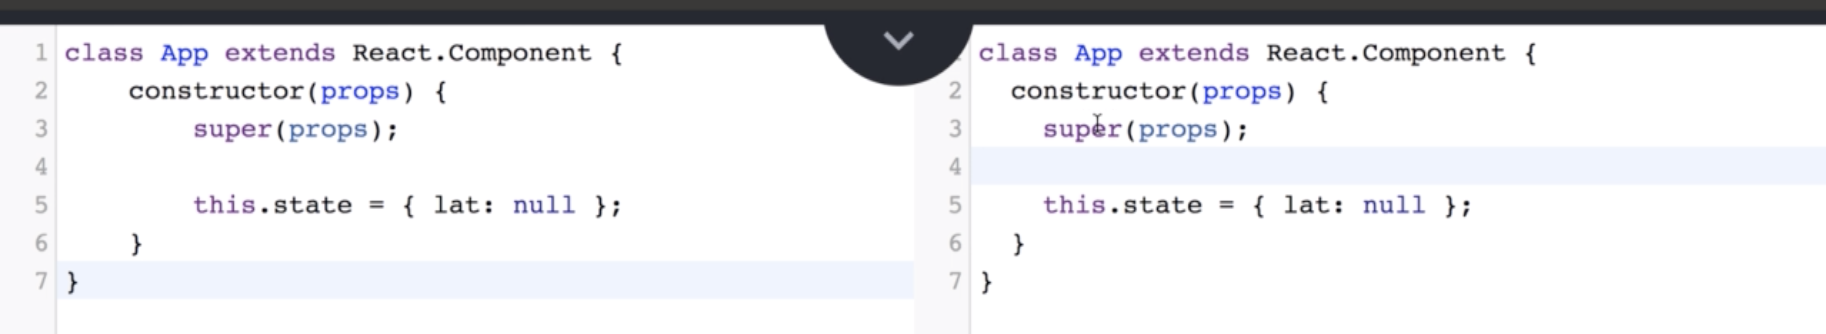 1 class App extends React.Component {
2     constructor(props) {
3         super(props);
4
5         this.state = { lat: null };
6     }
7 }
class App extends React.Component {
2   constructor(props) {
3     super(props);
4
5     this.state = { lat: null };
6   }
7 }